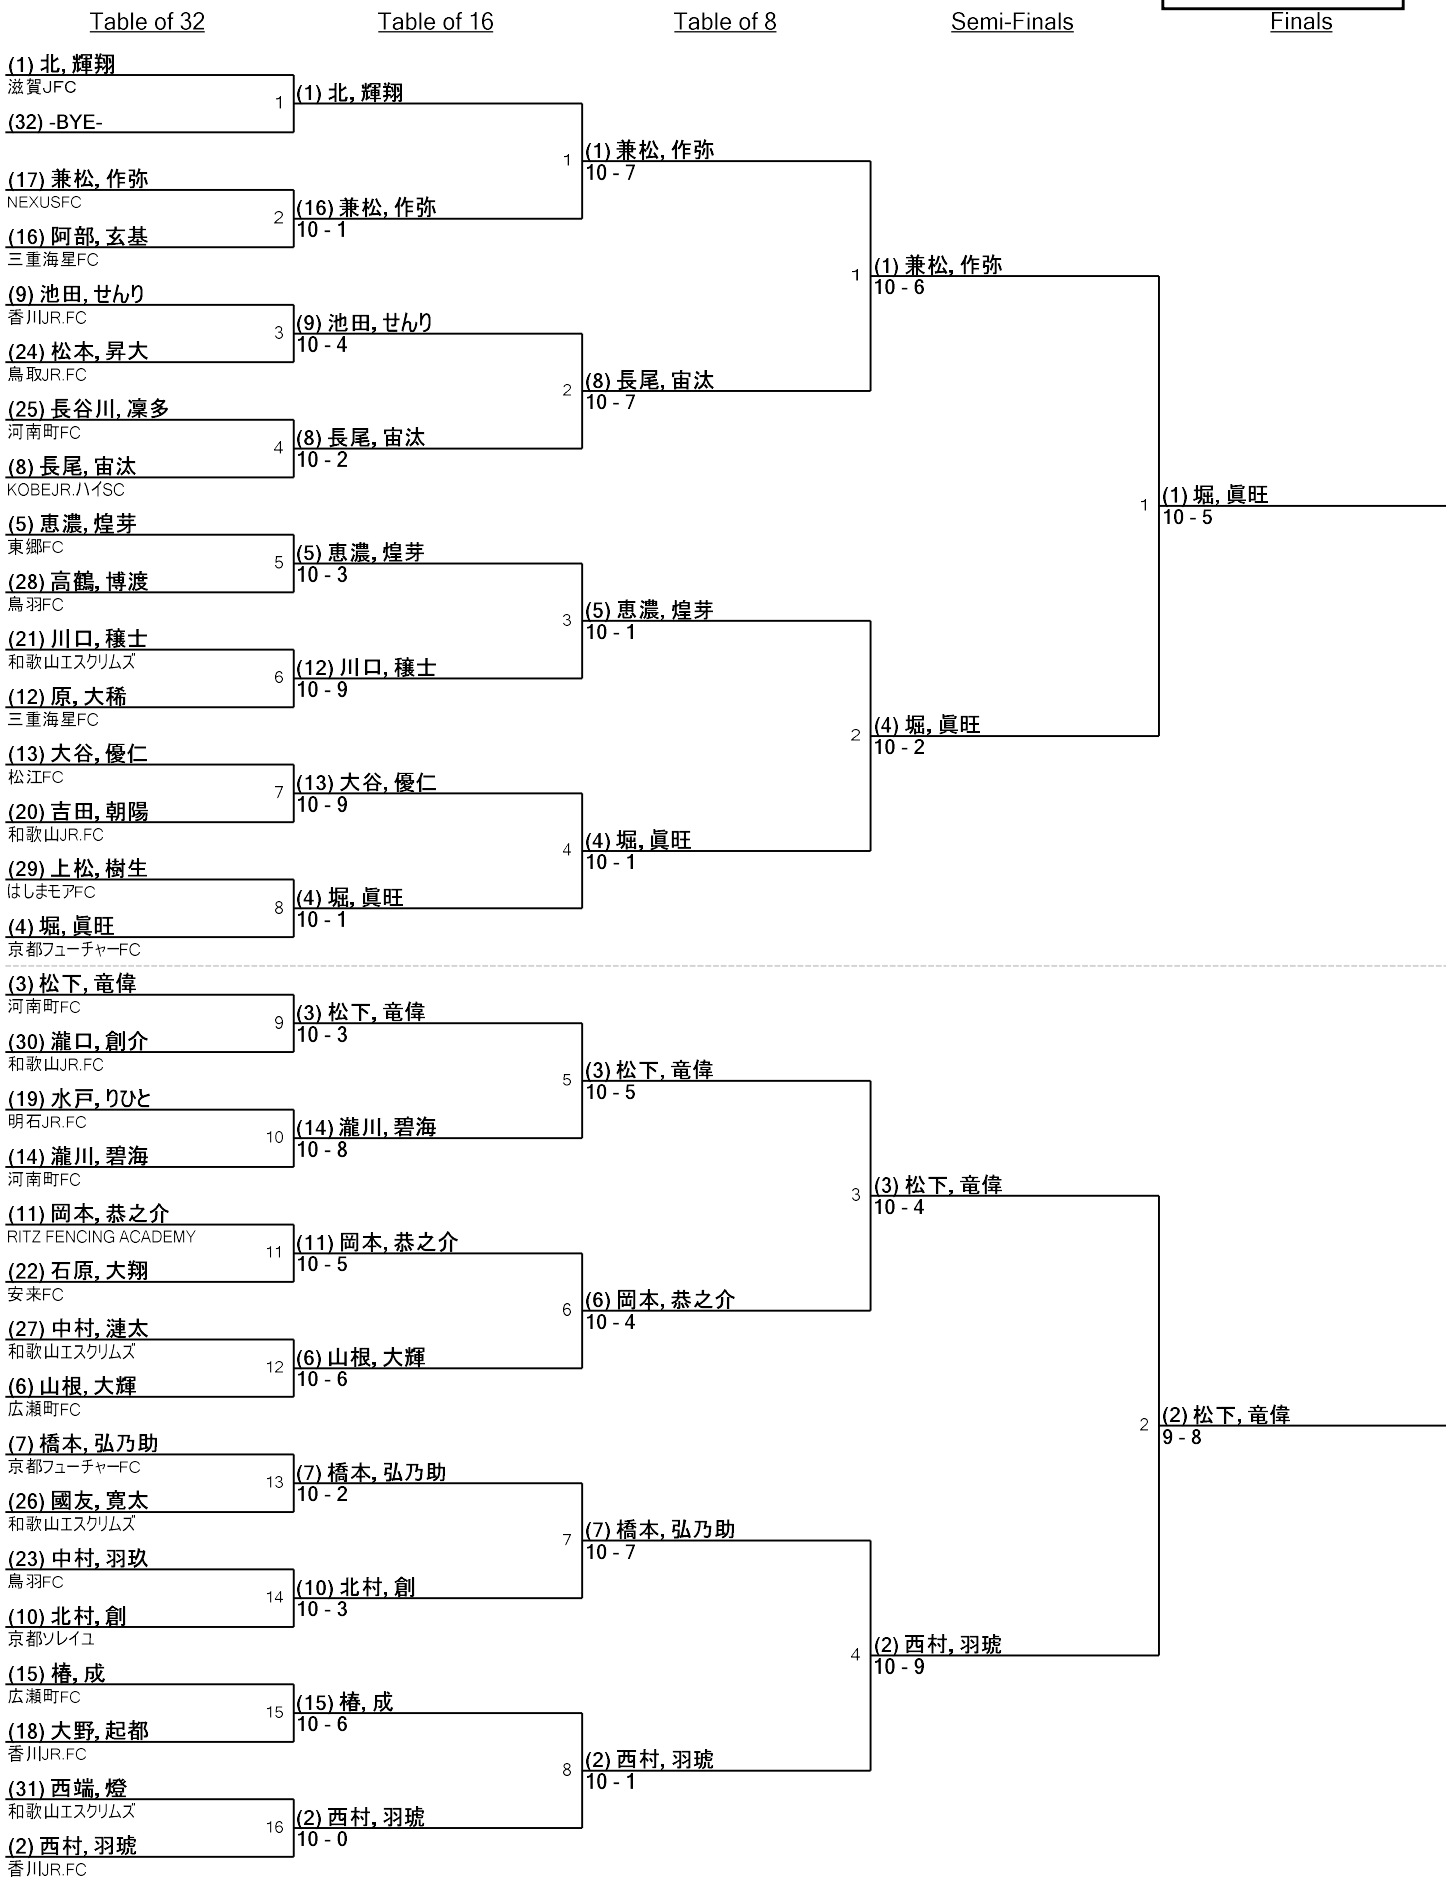 Table of 32
Table of 16
Table of 8
Semi-Finals
Finals
(1) 北, 輝翔
滋賀JFC
1
(32) -BYE-
(17) 兼松, 作弥
NEXUSFC
2
(16) 阿部, 玄基
三重海星FC
(9) 池田, せんり
香川JR.FC
3
(24) 松本, 昇大
鳥取JR.FC
(25) 長谷川, 凜多
河南町FC
4
(8) 長尾, 宙汰
KOBEJR.ハイSC
(5) 恵濃, 煌芽
東郷FC
5
(28) 高鶴, 博渡
鳥羽FC
(21) 川口, 穣士
和歌山エスクリムズ
6
(12) 原, 大稀
三重海星FC
(13) 大谷, 優仁
松江FC
7
(20) 吉田, 朝陽
和歌山JR.FC
(29) 上松, 樹生
はしまモアFC
8
(4) 堀, 眞旺
京都フューチャーFC
(3) 松下, 竜偉
河南町FC
9
(30) 瀧口, 創介
和歌山JR.FC
(19) 水戸, りひと
明石JR.FC
10
(14) 瀧川, 碧海
河南町FC
(11) 岡本, 恭之介
RITZ FENCING ACADEMY
11
(22) 石原, 大翔
安来FC
(27) 中村, 漣太
和歌山エスクリムズ
12
(6) 山根, 大輝
広瀬町FC
(7) 橋本, 弘乃助
京都フューチャーFC
13
(26) 國友, 寛太
和歌山エスクリムズ
(23) 中村, 羽玖
鳥羽FC
14
(10) 北村, 創
京都ソレイユ
(15) 椿, 成
広瀬町FC
15
(18) 大野, 起都
香川JR.FC
(31) 西端, 燈
和歌山エスクリムズ
16
(2) 西村, 羽琥
香川JR.FC
(1) 北, 輝翔
1
(16) 兼松, 作弥
10 - 1
(9) 池田, せんり
10 - 4
2
(8) 長尾, 宙汰
10 - 2
(5) 恵濃, 煌芽
10 - 3
3
(12) 川口, 穣士
10 - 9
(13) 大谷, 優仁
10 - 9
4
(4) 堀, 眞旺
10 - 1
(3) 松下, 竜偉
10 - 3
5
(14) 瀧川, 碧海
10 - 8
(11) 岡本, 恭之介
10 - 5
6
(6) 山根, 大輝
10 - 6
(7) 橋本, 弘乃助
10 - 2
7
(10) 北村, 創
10 - 3
(15) 椿, 成
10 - 6
8
(2) 西村, 羽琥
10 - 0
(1) 兼松, 作弥
10 - 7
1
(8) 長尾, 宙汰
10 - 7
(5) 恵濃, 煌芽
10 - 1
2
(4) 堀, 眞旺
10 - 1
(3) 松下, 竜偉
10 - 5
3
(6) 岡本, 恭之介
10 - 4
(7) 橋本, 弘乃助
10 - 7
4
(2) 西村, 羽琥
10 - 1
(1) 兼松, 作弥
10 - 6
1
(4) 堀, 眞旺
10 - 2
(3) 松下, 竜偉
10 - 4
2
(2) 西村, 羽琥
10 - 9
(1) 堀, 眞旺
10 - 5
(2) 松下, 竜偉
9 - 8